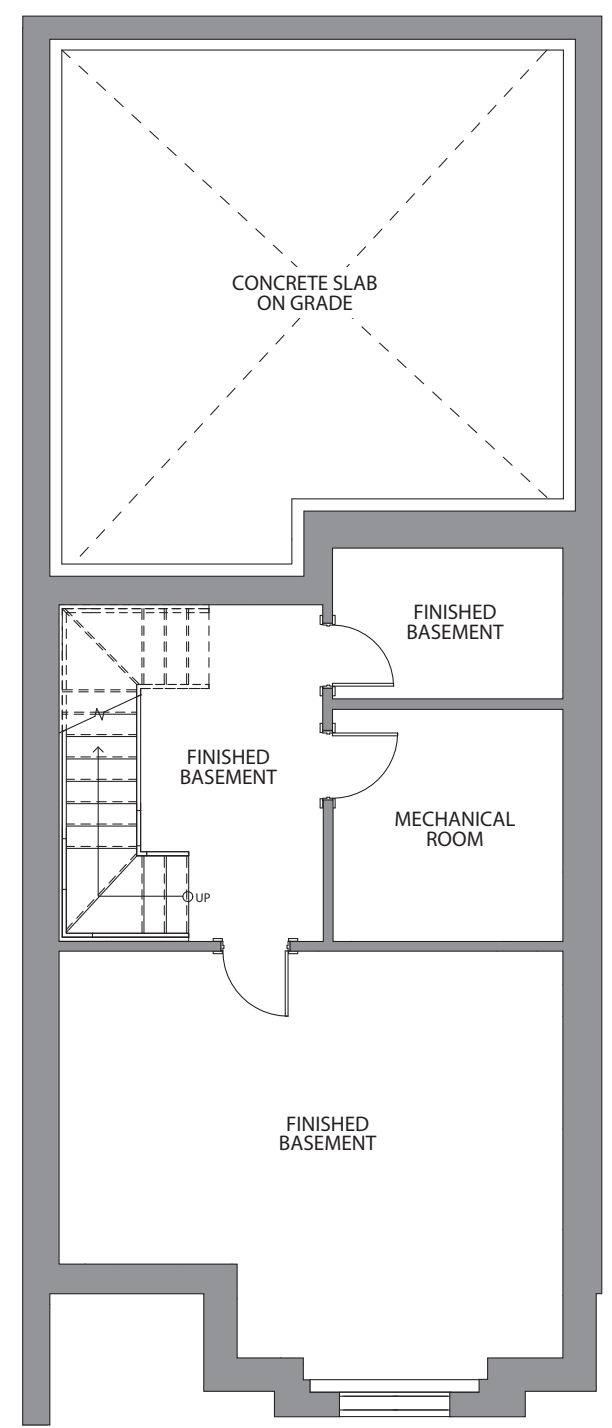 CONCRETE SLAB
ON GRADE
FINISHED
BASEMENT
FINISHED
BASEMENT
MECHANICAL
ROOM
UP
FINISHED
BASEMENT